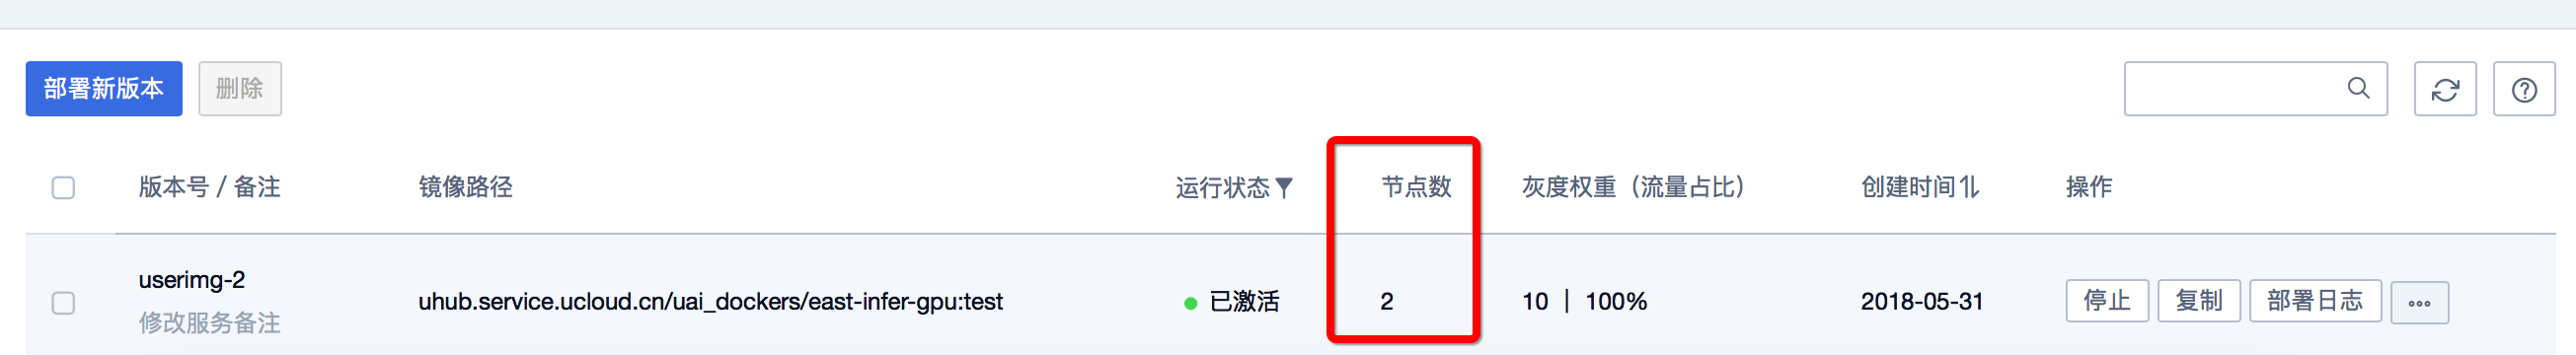 部署新版本 删除
版本号 / 备注 镜像路径 运行状态 节点数 灰度权重（流量占比） 创建时间 操作
userimg-2
修改服务备注
uhub.service.ucloud.cn/uai_dockers/east-infer-gpu:test 已激活 2 10 | 100% 2018-05-31 停止 复制 部署日志